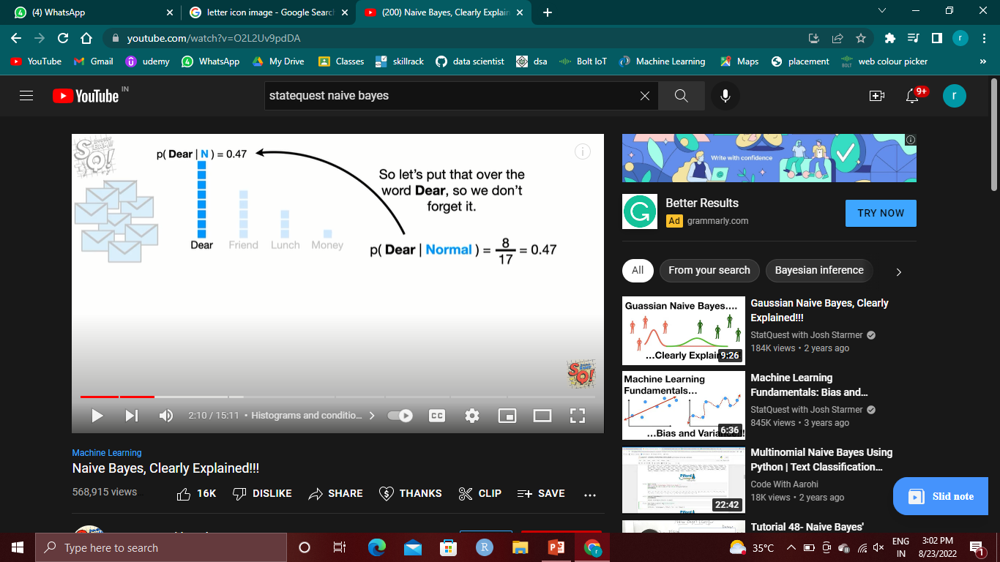 (4) WhatsApp
letter icon image - Google Search
(200) Naive Bayes, Clearly Explain
youtube.com/watch?v=O2L2Uv9pdDA
r
YouTube
Gmail
udemy
WhatsApp
My Drive
Classes
skillrack
data scientist
dsa
Bolt IoT
Machine Learning
Maps
placement
BOLT
web colour picker
»
YouTube IN
statequest naive bayes
9+
r
SQ!
p( Dear | N ) = 0.47
So let's put that over the
word Dear, so we don't
forget it.
Dear Friend Lunch Money
p( Dear | Normal ) = 8/17 = 0.47
SQ!
2:10 / 15:11 • Histograms and conditio...
CC
Machine Learning
Naive Bayes, Clearly Explained!!!
568,915 views
16K
DISLIKE
SHARE
THANKS
CLIP
SAVE
...
Write with confidence
Better Results
Ad grammarly.com
TRY NOW
All
From your search
Bayesian inference
Guassian Naive Bayes....
...Clearly Explain
9:26
Gaussian Naive Bayes, Clearly
Explained!!!
StatQuest with Josh Starmer
184K views • 2 years ago
Machine Learning
Fundamentals...
...Bias and Variance!!!
6:36
Machine Learning
Fundamentals: Bias and...
StatQuest with Josh Starmer
845K views • 3 years ago
22:42
Multinomial Naive Bayes Using
Python | Text Classification...
Code With Aarohi
18K views • 2 years ago
Slid note
Tutorial 48- Naive Bayes'
Type here to search
R
35°C
ENG
IN
3:02 PM
8/23/2022
1